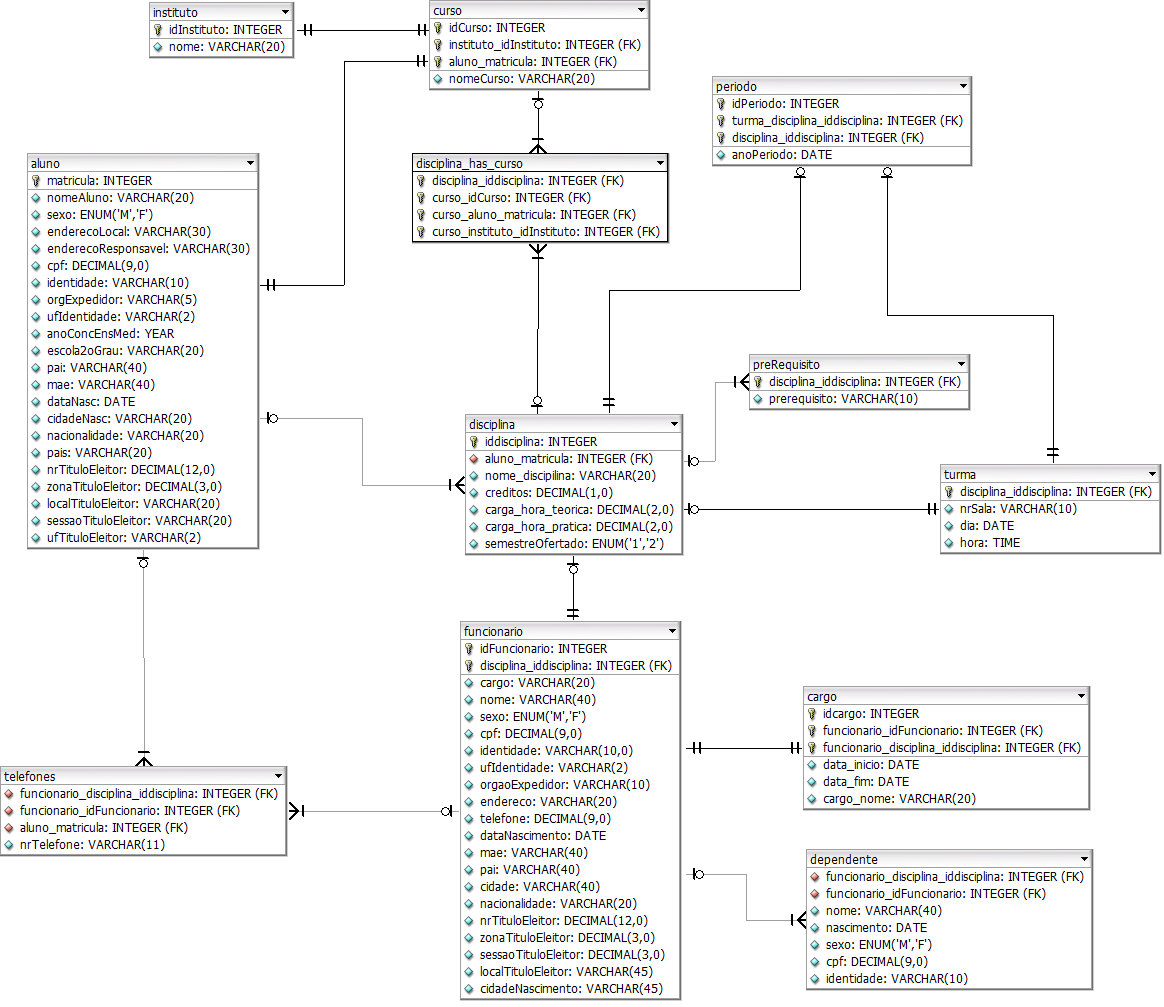 instituto
idInstituto: INTEGER
nome: VARCHAR(20)
curso
idCurso: INTEGER
instituto_idInstituto: INTEGER (FK)
aluno_matricula: INTEGER (FK)
nomeCurso: VARCHAR(20)
periodo
idPeriodo: INTEGER
turma_disciplina_iddisciplina: INTEGER (FK)
disciplina_iddisciplina: INTEGER (FK)
anoPeriodo: DATE
aluno
matricula: INTEGER
nomeAluno: VARCHAR(20)
sexo: ENUM('M','F')
enderecoLocal: VARCHAR(30)
enderecoResponsavel: VARCHAR(30)
cpf: DECIMAL(9,0)
identidade: VARCHAR(10)
orgExpedidor: VARCHAR(5)
ufIdentidade: VARCHAR(2)
anoConcEnsMed: YEAR
escola2oGrau: VARCHAR(20)
pai: VARCHAR(40)
mae: VARCHAR(40)
dataNasc: DATE
cidadeNasc: VARCHAR(20)
nacionalidade: VARCHAR(20)
pais: VARCHAR(20)
nrTituloEleitor: DECIMAL(12,0)
zonaTituloEleitor: DECIMAL(3,0)
localTituloEleitor: VARCHAR(20)
sessaoTituloEleitor: VARCHAR(20)
ufTituloEleitor: VARCHAR(2)
disciplina_has_curso
disciplina_iddisciplina: INTEGER (FK)
curso_idCurso: INTEGER (FK)
curso_aluno_matricula: INTEGER (FK)
curso_instituto_idInstituto: INTEGER (FK)
preRequisito
disciplina_iddisciplina: INTEGER (FK)
prerequisito: VARCHAR(10)
disciplina
iddisciplina: INTEGER
aluno_matricula: INTEGER (FK)
nome_discipilina: VARCHAR(20)
creditos: DECIMAL(1,0)
carga_hora_teorica: DECIMAL(2,0)
carga_hora_pratica: DECIMAL(2,0)
semestreOfertado: ENUM('1','2')
turma
disciplina_iddisciplina: INTEGER (FK)
nrSala: VARCHAR(10)
dia: DATE
hora: TIME
funcionario
idFuncionario: INTEGER
disciplina_iddisciplina: INTEGER (FK)
cargo: VARCHAR(20)
nome: VARCHAR(40)
sexo: ENUM('M','F')
cpf: DECIMAL(9,0)
identidade: VARCHAR(10,0)
ufIdentidade: VARCHAR(2)
orgaoExpedidor: VARCHAR(10)
endereco: VARCHAR(20)
telefone: DECIMAL(9,0)
dataNascimento: DATE
mae: VARCHAR(40)
pai: VARCHAR(40)
cidade: VARCHAR(40)
nacionalidade: VARCHAR(20)
nrTituloEleitor: DECIMAL(12,0)
zonaTituloEleitor: DECIMAL(3,0)
sessaoTituloEleitor: DECIMAL(3,0)
localTituloEleitor: VARCHAR(45)
cidadeNascimento: VARCHAR(45)
cargo
idcargo: INTEGER
funcionario_idFuncionario: INTEGER (FK)
funcionario_disciplina_iddisciplina: INTEGER (FK)
data_inicio: DATE
data_fim: DATE
cargo_nome: VARCHAR(20)
telefones
funcionario_disciplina_iddisciplina: INTEGER (FK)
funcionario_idFuncionario: INTEGER (FK)
aluno_matricula: INTEGER (FK)
nrTelefone: VARCHAR(11)
dependente
funcionario_disciplina_iddisciplina: INTEGER (FK)
funcionario_idFuncionario: INTEGER (FK)
nome: VARCHAR(40)
nascimento: DATE
sexo: ENUM('M','F')
cpf: DECIMAL(9,0)
identidade: VARCHAR(10)